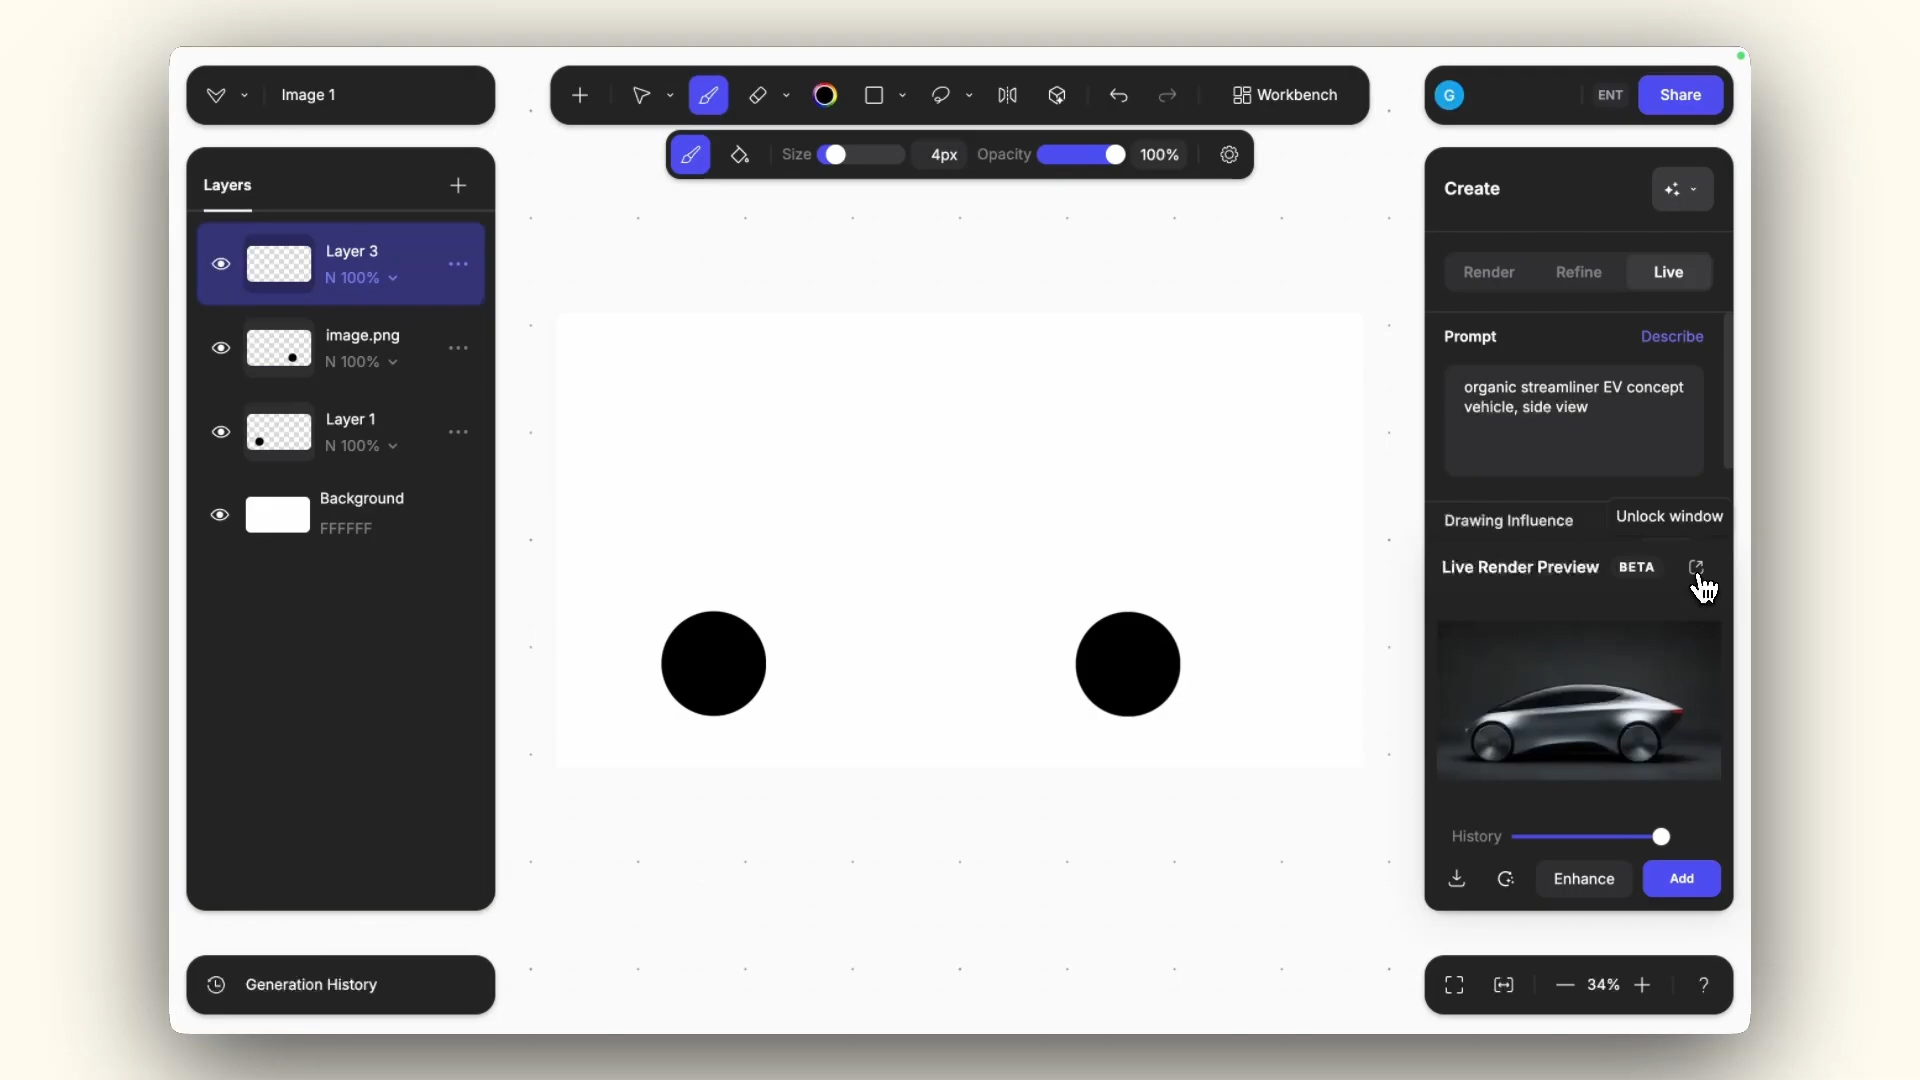 Image 1
Workbench
G
ENT
Share
Size
4px
Opacity
100%
Layers
Layer 3
N 100%
image.png
N 100%
Layer 1
N 100%
Background
FFFFFF
Generation History
Create
Render
Refine
Live
Prompt
Describe
organic streamliner EV concept
vehicle, side view
Drawing Influence
Unlock window
Live Render Preview
BETA
History
Enhance
Add
34%
?